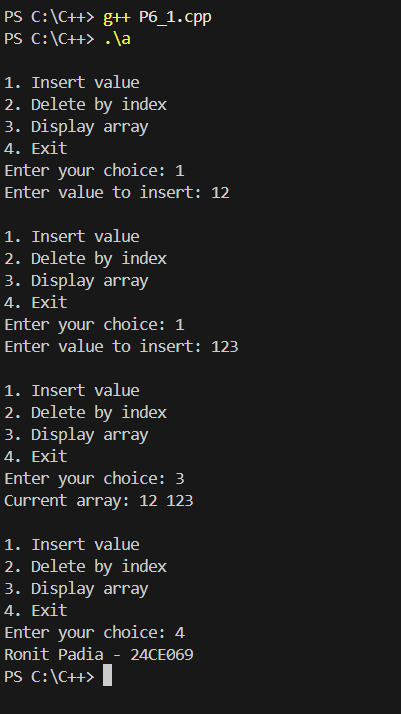 PS C:\C++> g++ P6_1.cpp
PS C:\C++> .\a
1. Insert value
2. Delete by index
3. Display array
4. Exit
Enter your choice: 1
Enter value to insert: 12
1. Insert value
2. Delete by index
3. Display array
4. Exit
Enter your choice: 1
Enter value to insert: 123
1. Insert value
2. Delete by index
3. Display array
4. Exit
Enter your choice: 3
Current array: 12 123
1. Insert value
2. Delete by index
3. Display array
4. Exit
Enter your choice: 4
Ronit Padia - 24CE069
PS C:\C++>